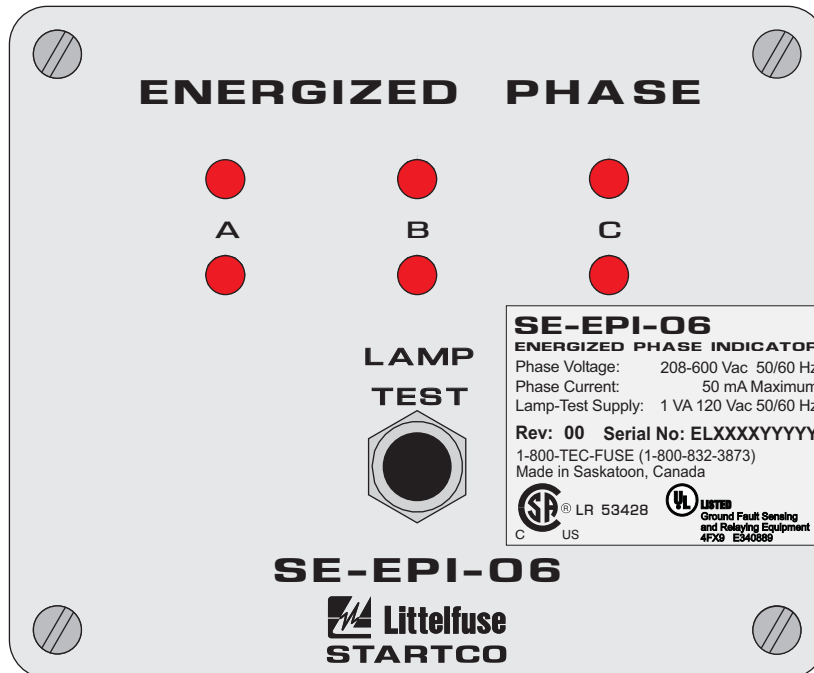 ENERGIZED PHASE
A B C
LAMP
TEST
SE-EPI-06
ENERGIZED PHASE INDICATOR
Phase Voltage: 208-600 Vac 50/60 Hz
Phase Current: 50 mA Maximum
Lamp-Test Supply: 1 VA 120 Vac 50/60 Hz
Rev: 00 Serial No: ELXXXXYYYYY
1-800-TEC-FUSE (1-800-832-3873)
Made in Saskatoon, Canada
SA ® LR 53428
C US
UL LISTED
Ground Fault Sensing
and Relaying Equipment
4FX9 E340889
SE-EPI-06
Littelfuse
STARTCO